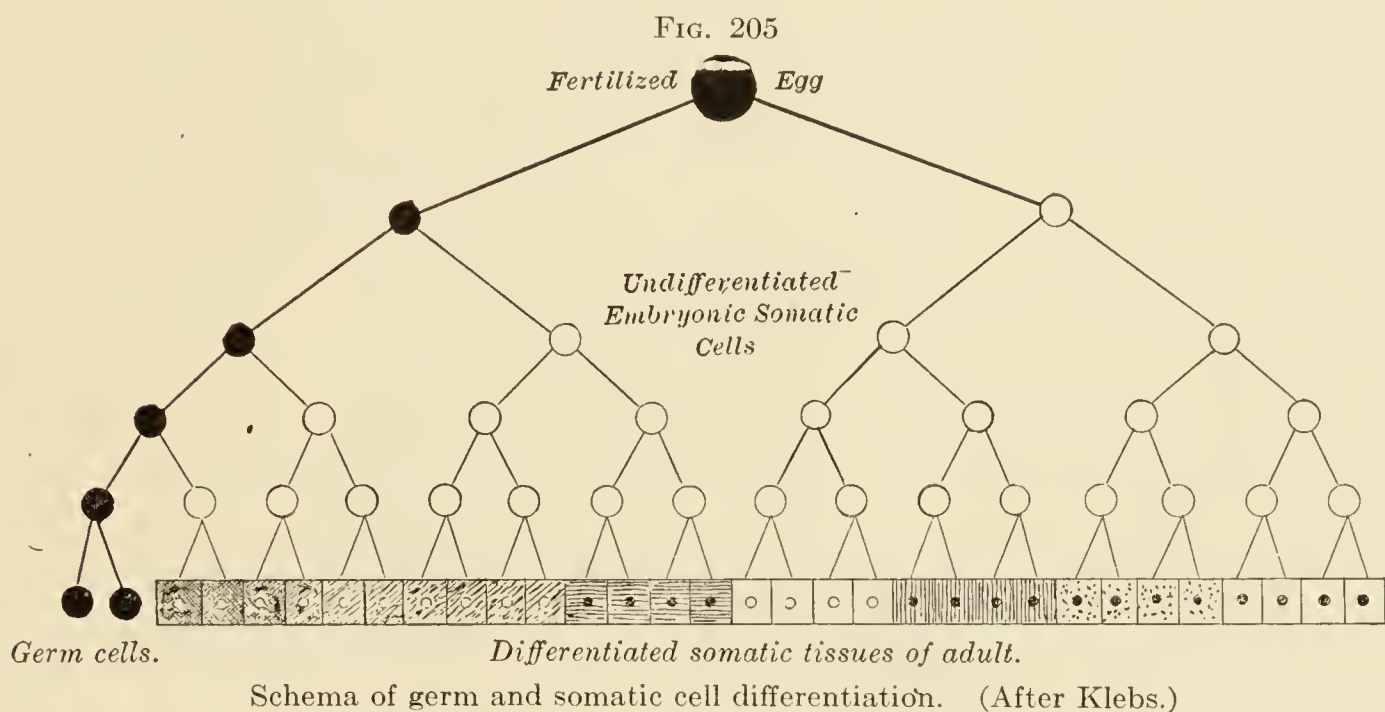 FIG. 205
Fertilized Egg
Undifferentiated
Embryonic Somatic
Cells
Germ cells.
Differentiated somatic tissues of adult.
Schema of germ and somatic cell differentiation. (After Klebs.)